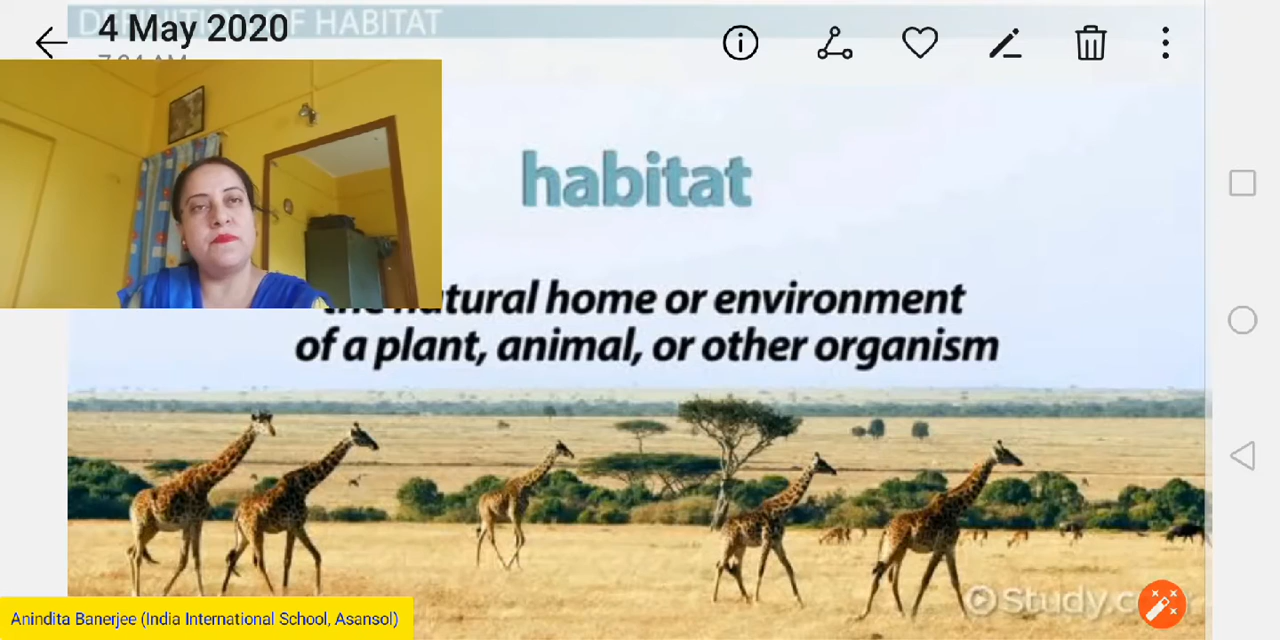 DEFINITION OF HABITAT
4 May 2020
habitat
natural home or environment
of a plant, animal, or other organism
Study.c
Anindita Banerjee (India International School, Asansol)